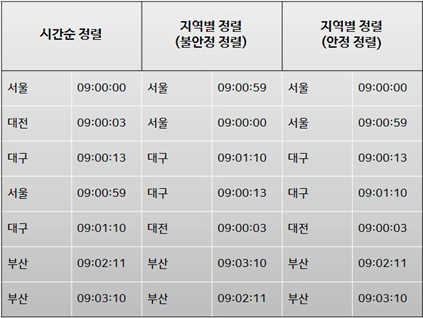 시간순 정렬 지역별 정렬 지역별 정렬
(불안정 정렬) (안정 정렬)
서울 09:00:00 서울 09:00:59 서울 09:00:00
대전 09:00:03 서울 09:00:00 서울 09:00:59
대구 09:00:13 대구 09:01:10 대구 09:00:13
서울 09:00:59 대구 09:00:13 대구 09:01:10
대구 09:01:10 대전 09:00:03 대전 09:00:03
부산 09:02:11 부산 09:03:10 부산 09:02:11
부산 09:03:10 부산 09:02:11 부산 09:03:10